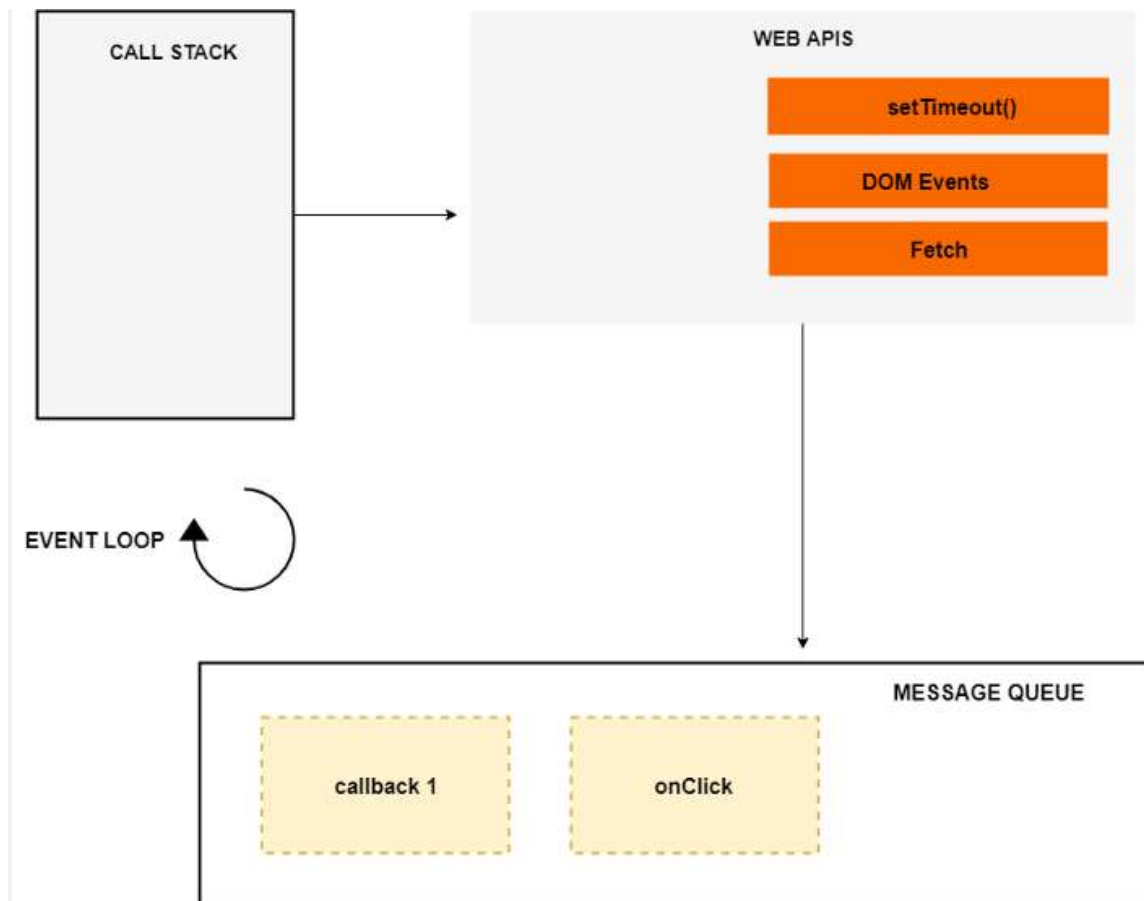 CALL STACK
WEB APIS
setTimeout()
DOM Events
Fetch
EVENT LOOP
MESSAGE QUEUE
callback 1
onClick